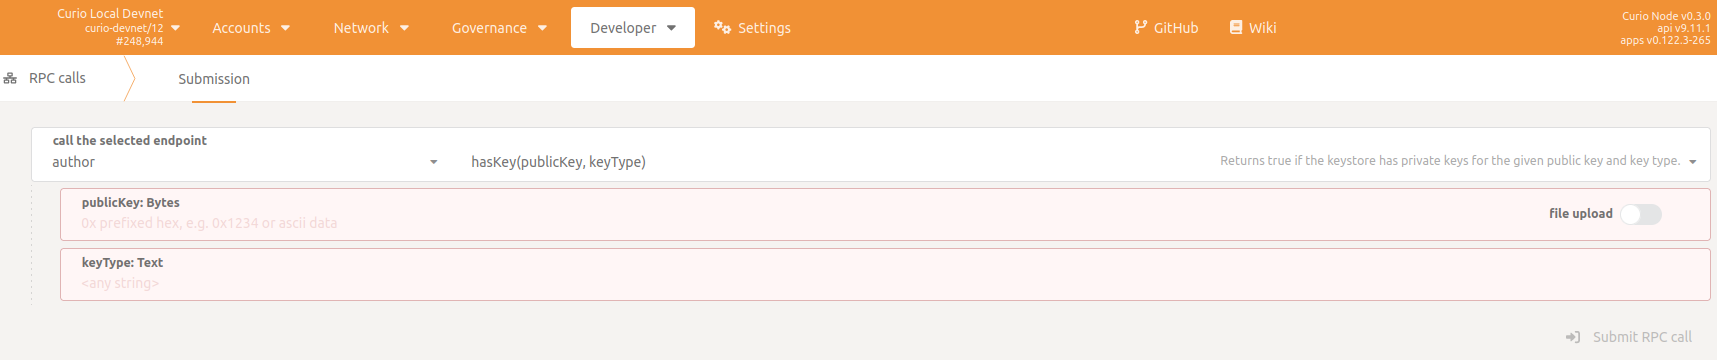 Curio Local Devnet
curio-devnet/12
#248,944
Accounts
Network
Governance
Developer
Settings
GitHub
Wiki
Curio Node v0.3.0
api v9.11.1
apps v0.122.3-265
RPC calls
Submission
call the selected endpoint
author
hasKey(publicKey, keyType)
Returns true if the keystore has private keys for the given public key and key type.
publicKey: Bytes
0x prefixed hex, e.g. 0x1234 or ascii data
file upload
keyType: Text
<any string>
Submit RPC call